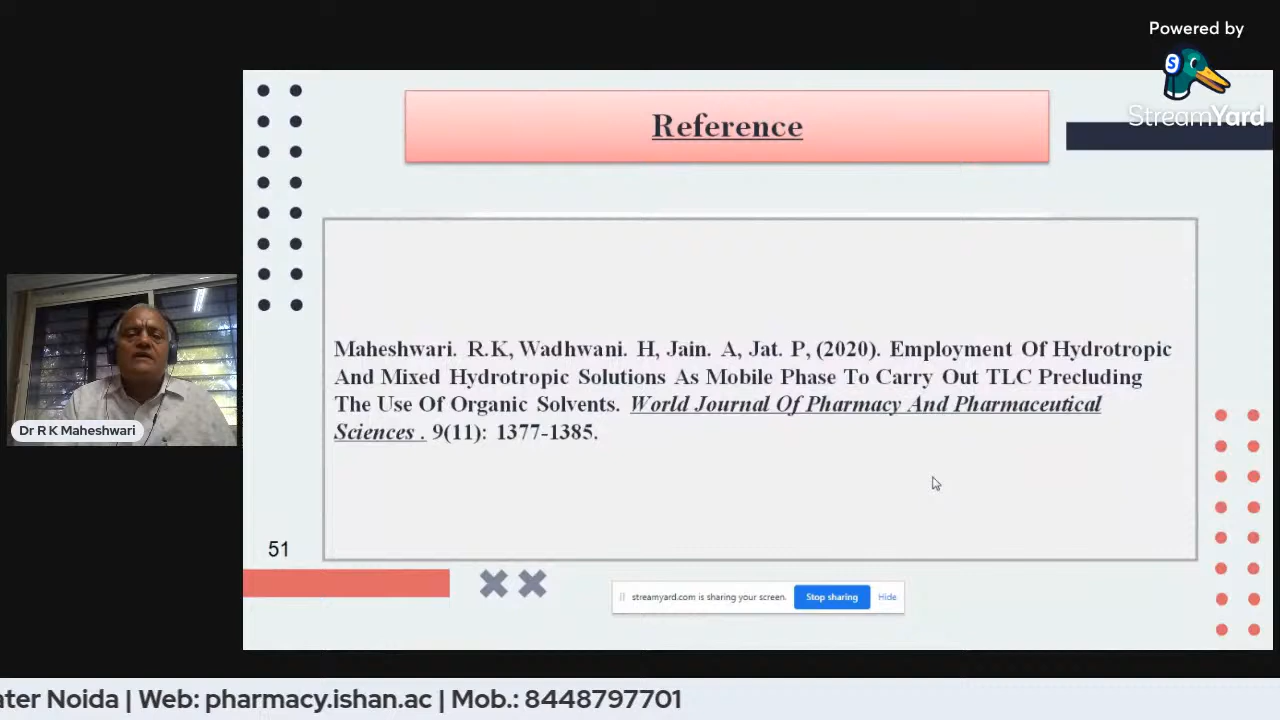 Powered by
StreamYard
Reference
Maheshwari. R.K, Wadhwani. H, Jain. A, Jat. P, (2020). Employment Of Hydrotropic
And Mixed Hydrotropic Solutions As Mobile Phase To Carry Out TLC Precluding
The Use Of Organic Solvents. World Journal Of Pharmacy And Pharmaceutical
Sciences . 9(11): 1377-1385.
Dr R K Maheshwari
51
streamyard.com is sharing your screen. Stop sharing Hide
ater Noida | Web: pharmacy.ishan.ac | Mob.: 8448797701